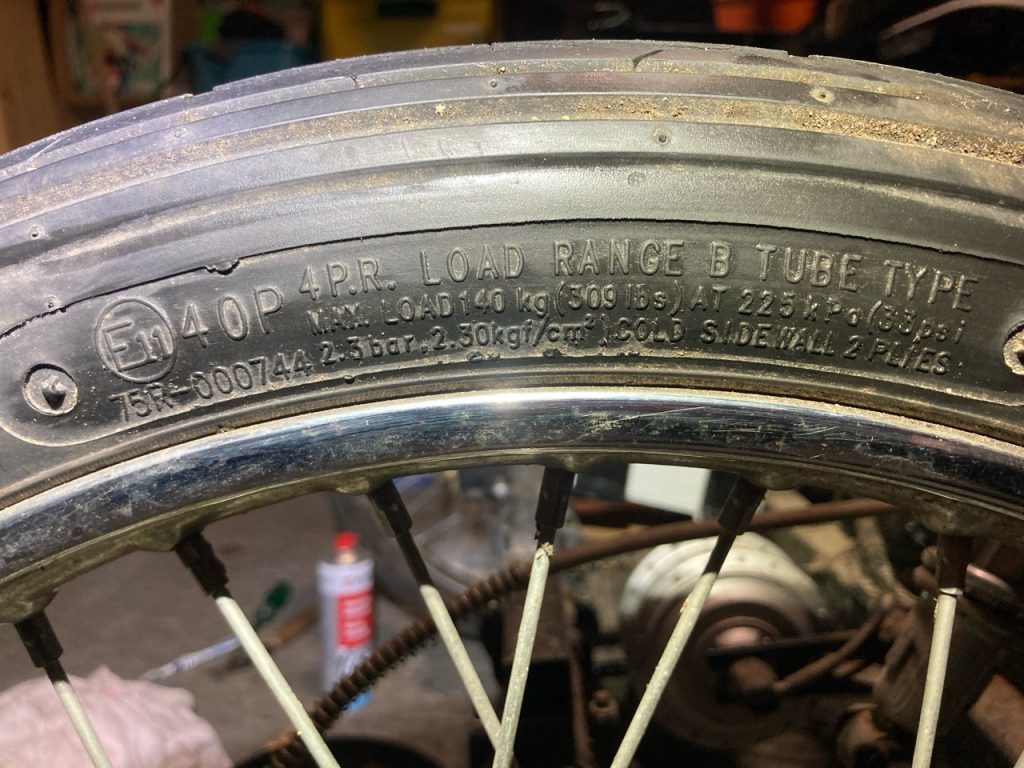 4P.R. LOAD RANGE B TUBE TYPE
E11 40P MAX. LOAD 140 kg (309 lbs) AT 225 kPa (33 psi
75R-000744 2.3 bar, 2.30kgf/cm²) COLD SIDEWALL 2 PLIES